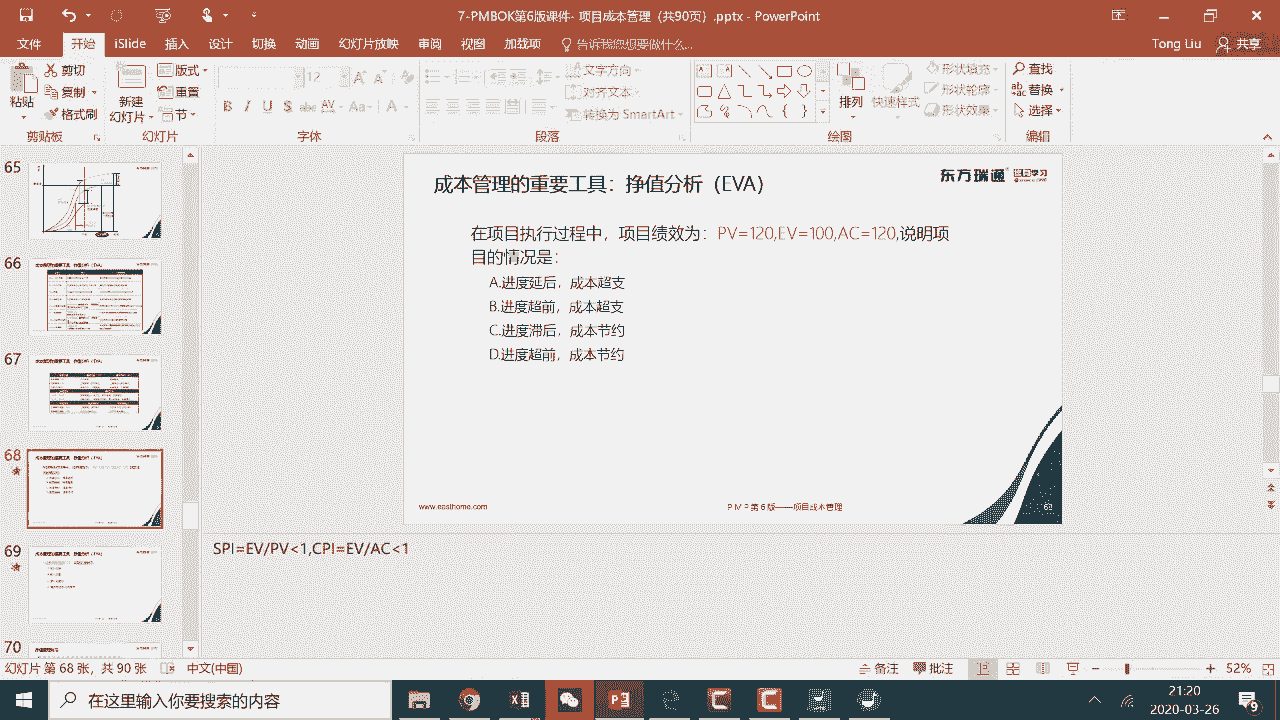 7-PMBOK第6版课件- 项目成本管理（共90页）.pptx - PowerPoint
文件 开始 iSlide 插入 设计 切换 动画 幻灯片放映 审阅 视图 加载项 告诉我您想要做什么... Tong Liu 共享
粘贴 剪切 复制 格式刷
新建幻灯片 版式 重置 节
12
B I U S
Aa A
文字方向 对齐文本 转换为 SmartArt
排列 快速样式 形状填充 形状轮廓 形状效果
查找 替换 选择
剪贴板 幻灯片 字体 段落 绘图 编辑
65
66
67
68
69
70
成本管理的重要工具：挣值分析（EVA）
东方瑞通
在项目执行过程中，项目绩效为：PV=120,EV=100,AC=120,说明项
目的情况是：
A.进度延后，成本超支
B.进度超前，成本超支
C.进度滞后，成本节约
D.进度超前，成本节约
www.easthome.com
PMP第6版——项目成本管理
68
SPI=EV/PV<1,CPI=EV/AC<1
幻灯片 第 68 张，共 90 张 中文(中国) 备注 批注 52%
在这里输入你要搜索的内容
21:20
2020-03-26
9